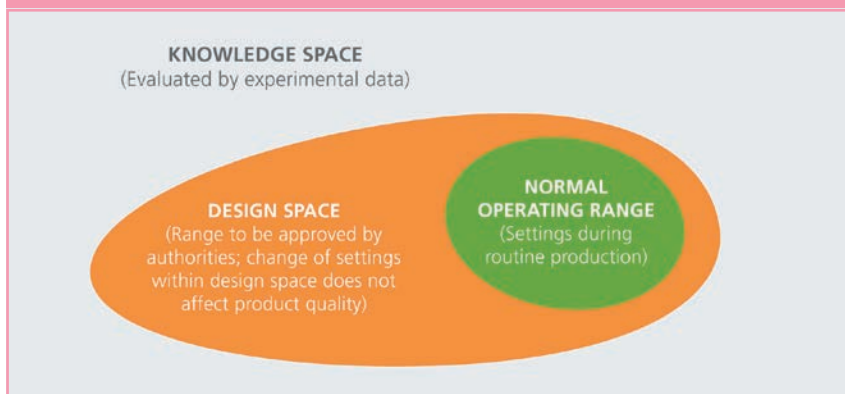 KNOWLEDGE SPACE
(Evaluated by experimental data)
DESIGN SPACE
(Range to be approved by
authorities; change of settings
within design space does not
affect product quality)
NORMAL
OPERATING RANGE
(Settings during
routine production)